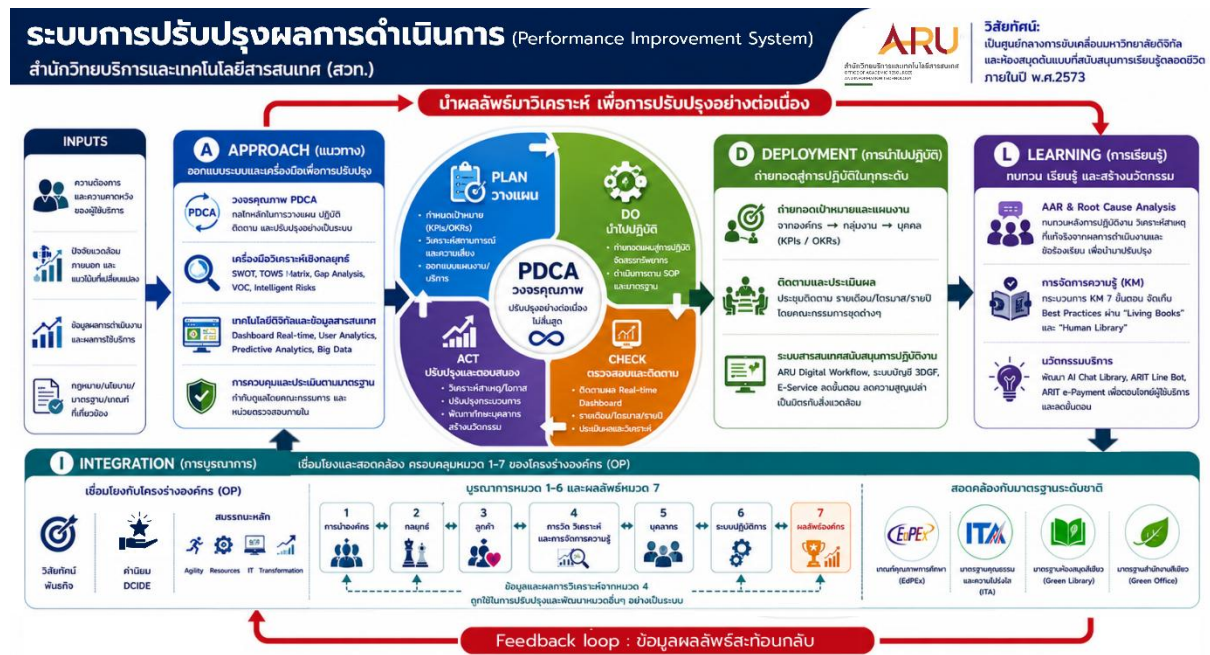 ระบบการปรับปรุงผลการดำเนินการ (Performance Improvement System)
สำนักวิทยบริการและเทคโนโลยีสารสนเทศ (สวท.)
ARU
สำนักวิทยบริการและเทคโนโลยีสารสนเทศ
วิสัยทัศน์:
เป็นศูนย์กลางการขับเคลื่อนมหาวิทยาลัยดิจิทัล
และห้องสมุดต้นแบบที่สนับสนุนการเรียนรู้ตลอดชีวิต
ภายในปี พ.ศ.2573
นำผลลัพธ์มาวิเคราะห์ เพื่อการปรับปรุงอย่างต่อเนื่อง
INPUTS
ความต้องการ
และความคาดหวัง
ของผู้ใช้บริการ
ปัจจัยแวดล้อม
ภายนอก และ
แนวโน้มที่เปลี่ยนแปลง
ข้อมูลผลการดำเนินงาน
และผลการใช้บริการ
กฎหมาย/นโยบาย/
มาตรฐาน/เกณฑ์
ที่เกี่ยวข้อง
A APPROACH (แนวทาง)
ออกแบบระบบและเครื่องมือเพื่อการปรับปรุง
PDCA
วงจรคุณภาพ PDCA
กลไกหลักในการวางแผน ปฏิบัติ
ติดตาม และปรับปรุงอย่างเป็นระบบ
เครื่องมือวิเคราะห์เชิงกลยุทธ์
SWOT, TOWS Matrix, Gap Analysis,
VOC, Intelligent Risks
เทคโนโลยีดิจิทัลและข้อมูลสารสนเทศ
Dashboard Real-time, User Analytics,
Predictive Analytics, Big Data
การควบคุมและประเมินตามมาตรฐาน
กำกับดูแลโดยคณะกรรมการ และ
หน่วยตรวจสอบภายใน
PLAN
วางแผน
• กำหนดเป้าหมาย
(KPIs/OKRs)
• วิเคราะห์สถานการณ์
และความเสี่ยง
• ออกแบบแผนงาน/
บริการ
DO
นำไปปฏิบัติ
• ถ่ายทอดแผนสู่การปฏิบัติ
จัดสรรทรัพยากร
• ดำเนินการตาม SOP
และมาตรฐาน
PDCA
วงจรคุณภาพ
ปรับปรุงอย่างต่อเนื่อง
ไม่สิ้นสุด
ACT
ปรับปรุงและตอบสนอง
• วิเคราะห์สาเหตุ/โอกาส
• ปรับปรุงกระบวนการ
• พัฒนาทักษะบุคลากร
สร้างนวัตกรรม
CHECK
ตรวจสอบและติดตาม
• ติดตามผล Real-time
Dashboard
• รายเดือน/ไตรมาส/รายปี
• ประเมินผลและวิเคราะห์
D DEPLOYMENT (การนำไปปฏิบัติ)
ถ่ายทอดสู่การปฏิบัติในทุกระดับ
ถ่ายทอดเป้าหมายและแผนงาน
จากองค์กร → กลุ่มงาน → บุคคล
(KPIs / OKRs)
ติดตามและประเมินผล
ประชุมติดตาม รายเดือน/ไตรมาส/รายปี
โดยคณะกรรมการชุดต่างๆ
ระบบสารสนเทศสนับสนุนการปฏิบัติงาน
ARU Digital Workflow, ระบบบัญชี 3DGF,
E-Service ลดขั้นตอน ลดความสูญเปล่า
เป็นมิตรกับสิ่งแวดล้อม
L LEARNING (การเรียนรู้)
ทบทวน เรียนรู้ และสร้างนวัตกรรม
AAR & Root Cause Analysis
ทบทวนหลังการปฏิบัติงาน วิเคราะห์สาเหตุ
ที่แท้จริงจากผลการดำเนินงานและ
ข้อร้องเรียน เพื่อนำมาปรับปรุง
การจัดการความรู้ (KM)
กระบวนการ KM 7 ขั้นตอน จัดเก็บ
Best Practices ผ่าน "Living Books"
และ "Human Library"
นวัตกรรมบริการ
พัฒนา AI Chat Library, ARIT Line Bot,
ARIT e-Payment เพื่อตอบโจทย์ผู้ใช้บริการ
และลดขั้นตอน
I INTEGRATION (การบูรณาการ) เชื่อมโยงและสอดคล้อง ครอบคลุมหมวด 1-7 ของโครงร่างองค์กร (OP)
เชื่อมโยงกับโครงร่างองค์กร (OP)
วิสัยทัศน์
พันธกิจ
ค่านิยม
DCIDE
สมรรถนะหลัก
Agility Resources IT Transformation
บูรณาการหมวด 1-6 และผลลัพธ์หมวด 7
1
การนำองค์กร
2
กลยุทธ์
3
ลูกค้า
4
การวัด วิเคราะห์
และการจัดการความรู้
5
บุคลากร
6
ระบบปฏิบัติการ
7
ผลลัพธ์องค์กร
ข้อมูลและผลการวิเคราะห์จากหมวด 4
ถูกใช้ในการปรับปรุงและพัฒนาหมวดอื่นๆ อย่างเป็นระบบ
สอดคล้องกับมาตรฐานระดับชาติ
EdPEx
เกณฑ์คุณภาพการศึกษา
(EdPEx)
ITA
มาตรฐานคุณธรรม
และความโปร่งใส
(ITA)
มาตรฐานห้องสมุดสีเขียว
(Green Library)
มาตรฐานสำนักงานสีเขียว
(Green Office)
Feedback loop : ข้อมูลผลลัพธ์สะท้อนกลับ